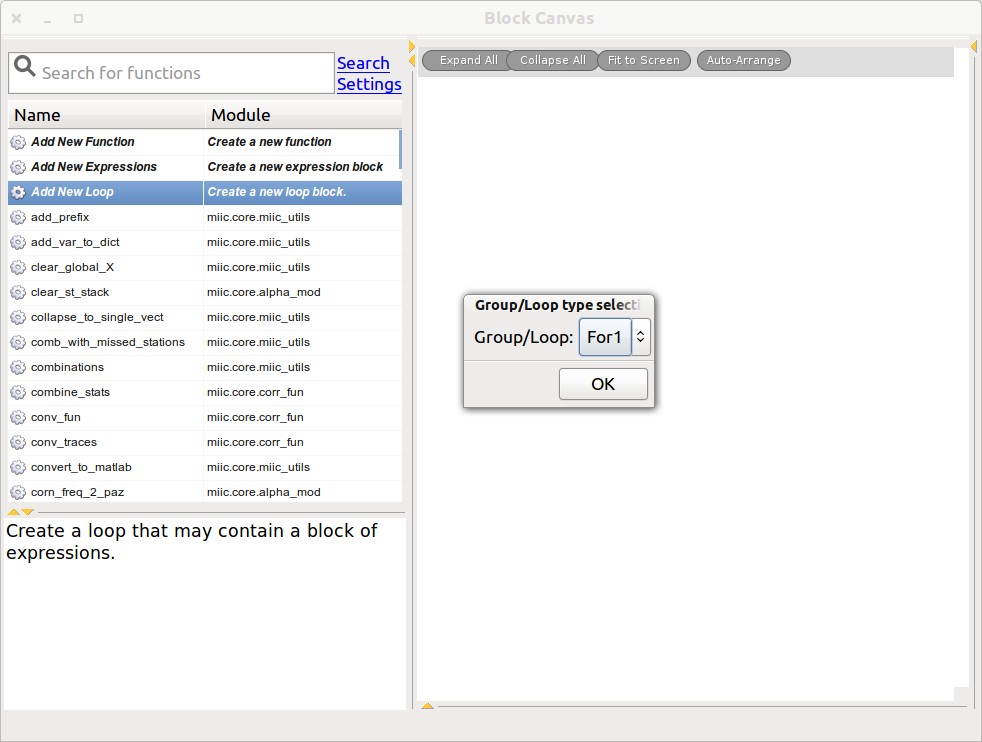 Block Canvas
Search for functions
Search
Settings
Expand All
Collapse All
Fit to Screen
Auto-Arrange
Name Module
Add New Function Create a new function
Add New Expressions Create a new expression block
Add New Loop Create a new loop block.
add_prefix miic.core.miic_utils
add_var_to_dict miic.core.miic_utils
clear_global_X miic.core.miic_utils
clear_st_stack miic.core.alpha_mod
collapse_to_single_vect miic.core.miic_utils
comb_with_missed_stations miic.core.miic_utils
combinations miic.core.miic_utils
combine_stats miic.core.corr_fun
conv_fun miic.core.corr_fun
conv_traces miic.core.corr_fun
convert_to_matlab miic.core.miic_utils
corn_freq_2_paz miic.core.alpha_mod
Create a loop that may contain a block of
expressions.
Group/Loop type selecti
Group/Loop: For1
OK